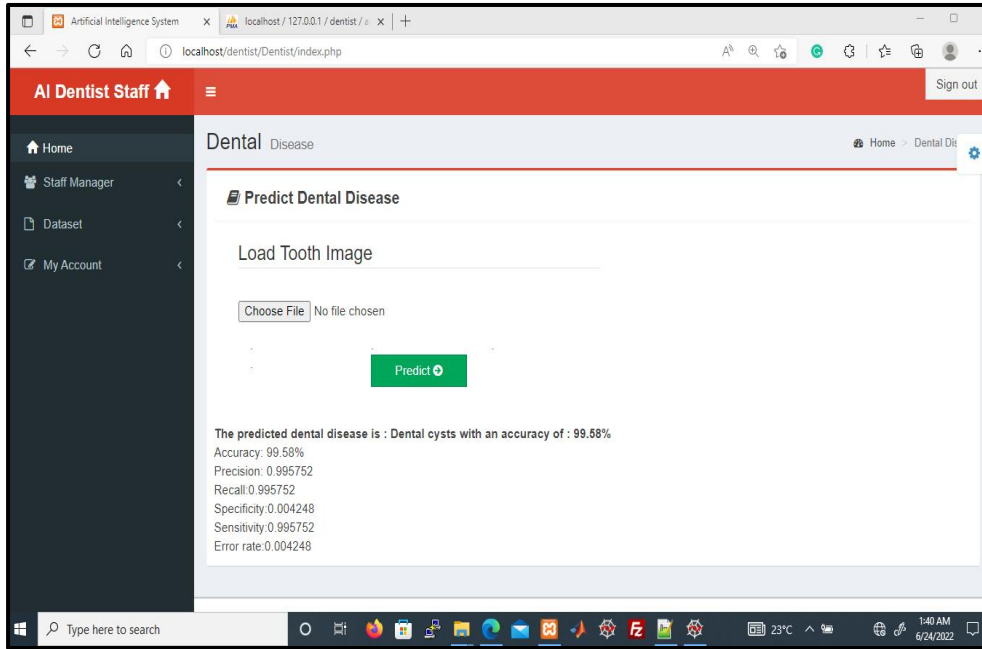 Artificial Intelligence System
localhost / 127.0.0.1 / dentist /
localhost/dentist/Dentist/index.php
AI Dentist Staff
Sign out
Home
Staff Manager
Dataset
My Account
Dental Disease
Home > Dental Dis
Predict Dental Disease
Load Tooth Image
Choose File No file chosen
Predict
The predicted dental disease is : Dental cysts with an accuracy of : 99.58%
Accuracy: 99.58%
Precision: 0.995752
Recall:0.995752
Specificity:0.004248
Sensitivity:0.995752
Error rate:0.004248
Type here to search
23°C
1:40 AM
6/24/2022